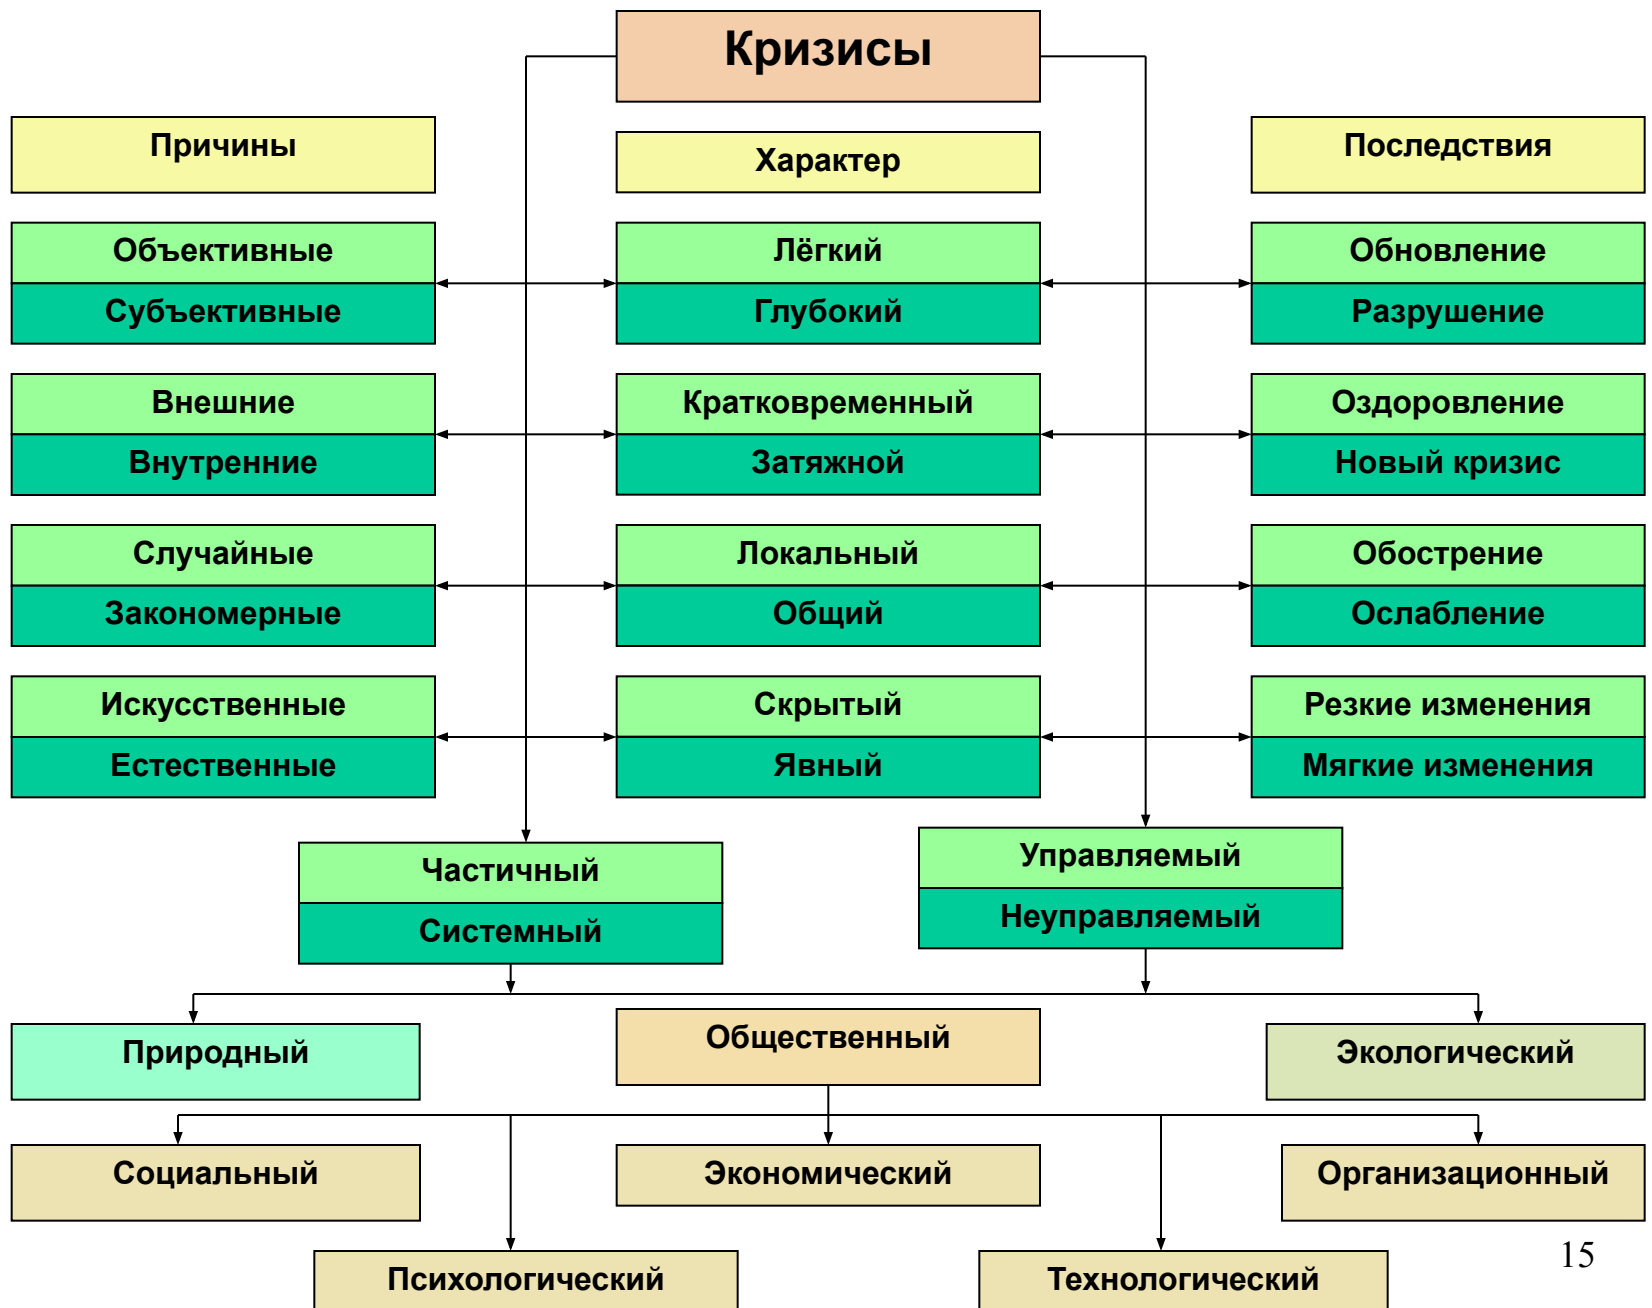 Кризисы
Причины
Характер
Последствия
Объективные
Лёгкий
Обновление
Субъективные
Глубокий
Разрушение
Внешние
Кратковременный
Оздоровление
Внутренние
Затяжной
Новый кризис
Случайные
Локальный
Обострение
Закономерные
Общий
Ослабление
Искусственные
Скрытый
Резкие изменения
Естественные
Явный
Мягкие изменения
Частичный
Управляемый
Системный
Неуправляемый
Природный
Общественный
Экологический
Социальный
Экономический
Организационный
Психологический
Технологический
15